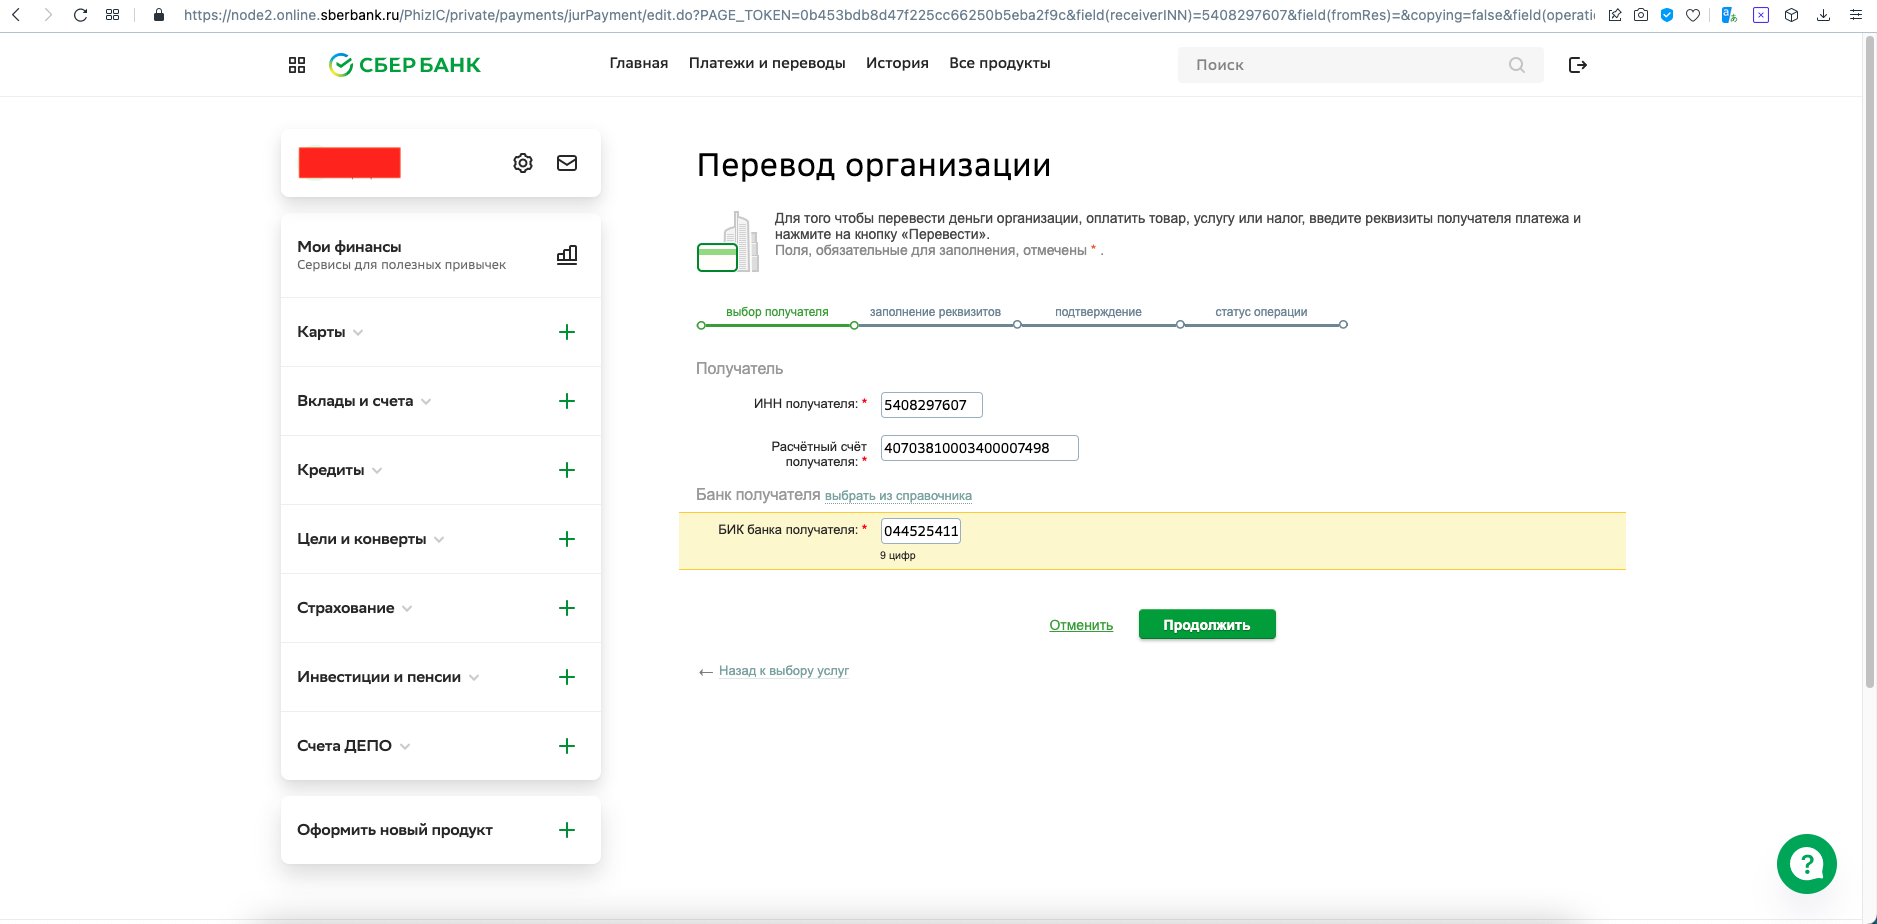 https://node2.online.sberbank.ru/PhizIC/private/payments/jurPayment/edit.do?PAGE_TOKEN=0b453bdb8d47f225cc66250b5eba2f9c&field(receiverINN)=5408297607&field(fromRes)=&copying=false&field(operati
СБЕР БАНК
Главная Платежи и переводы История Все продукты
Поиск
Мои финансы
Сервисы для полезных привычек
Карты
Вклады и счета
Кредиты
Цели и конверты
Страхование
Инвестиции и пенсии
Счета ДЕПО
Оформить новый продукт
Перевод организации
Для того чтобы перевести деньги организации, оплатить товар, услугу или налог, введите реквизиты получателя платежа и
нажмите на кнопку «Перевести».
Поля, обязательные для заполнения, отмечены * .
выбор получателя заполнение реквизитов подтверждение статус операции
Получатель
ИНН получателя: * 5408297607
Расчётный счёт
получателя: * 40703810003400007498
Банк получателя выбрать из справочника
БИК банка получателя: * 044525411
9 цифр
Отменить Продолжить
← Назад к выбору услуг
?